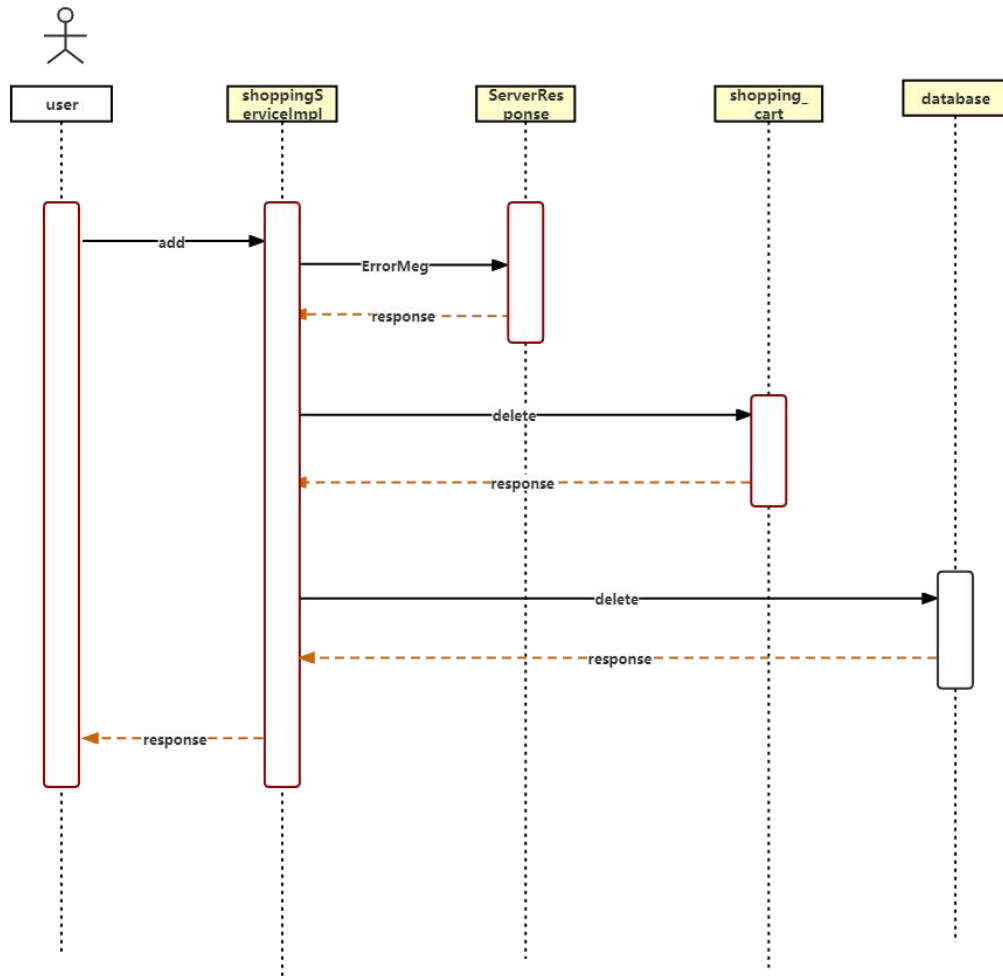 user
shoppingS
erviceImpl
ServerRes
ponse
shopping_
cart
database
add
ErrorMeg
response
delete
response
delete
response
response